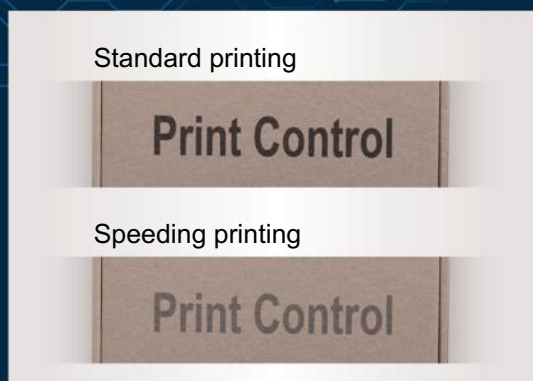 Standard printing
Print Control
Speeding printing
Print Control